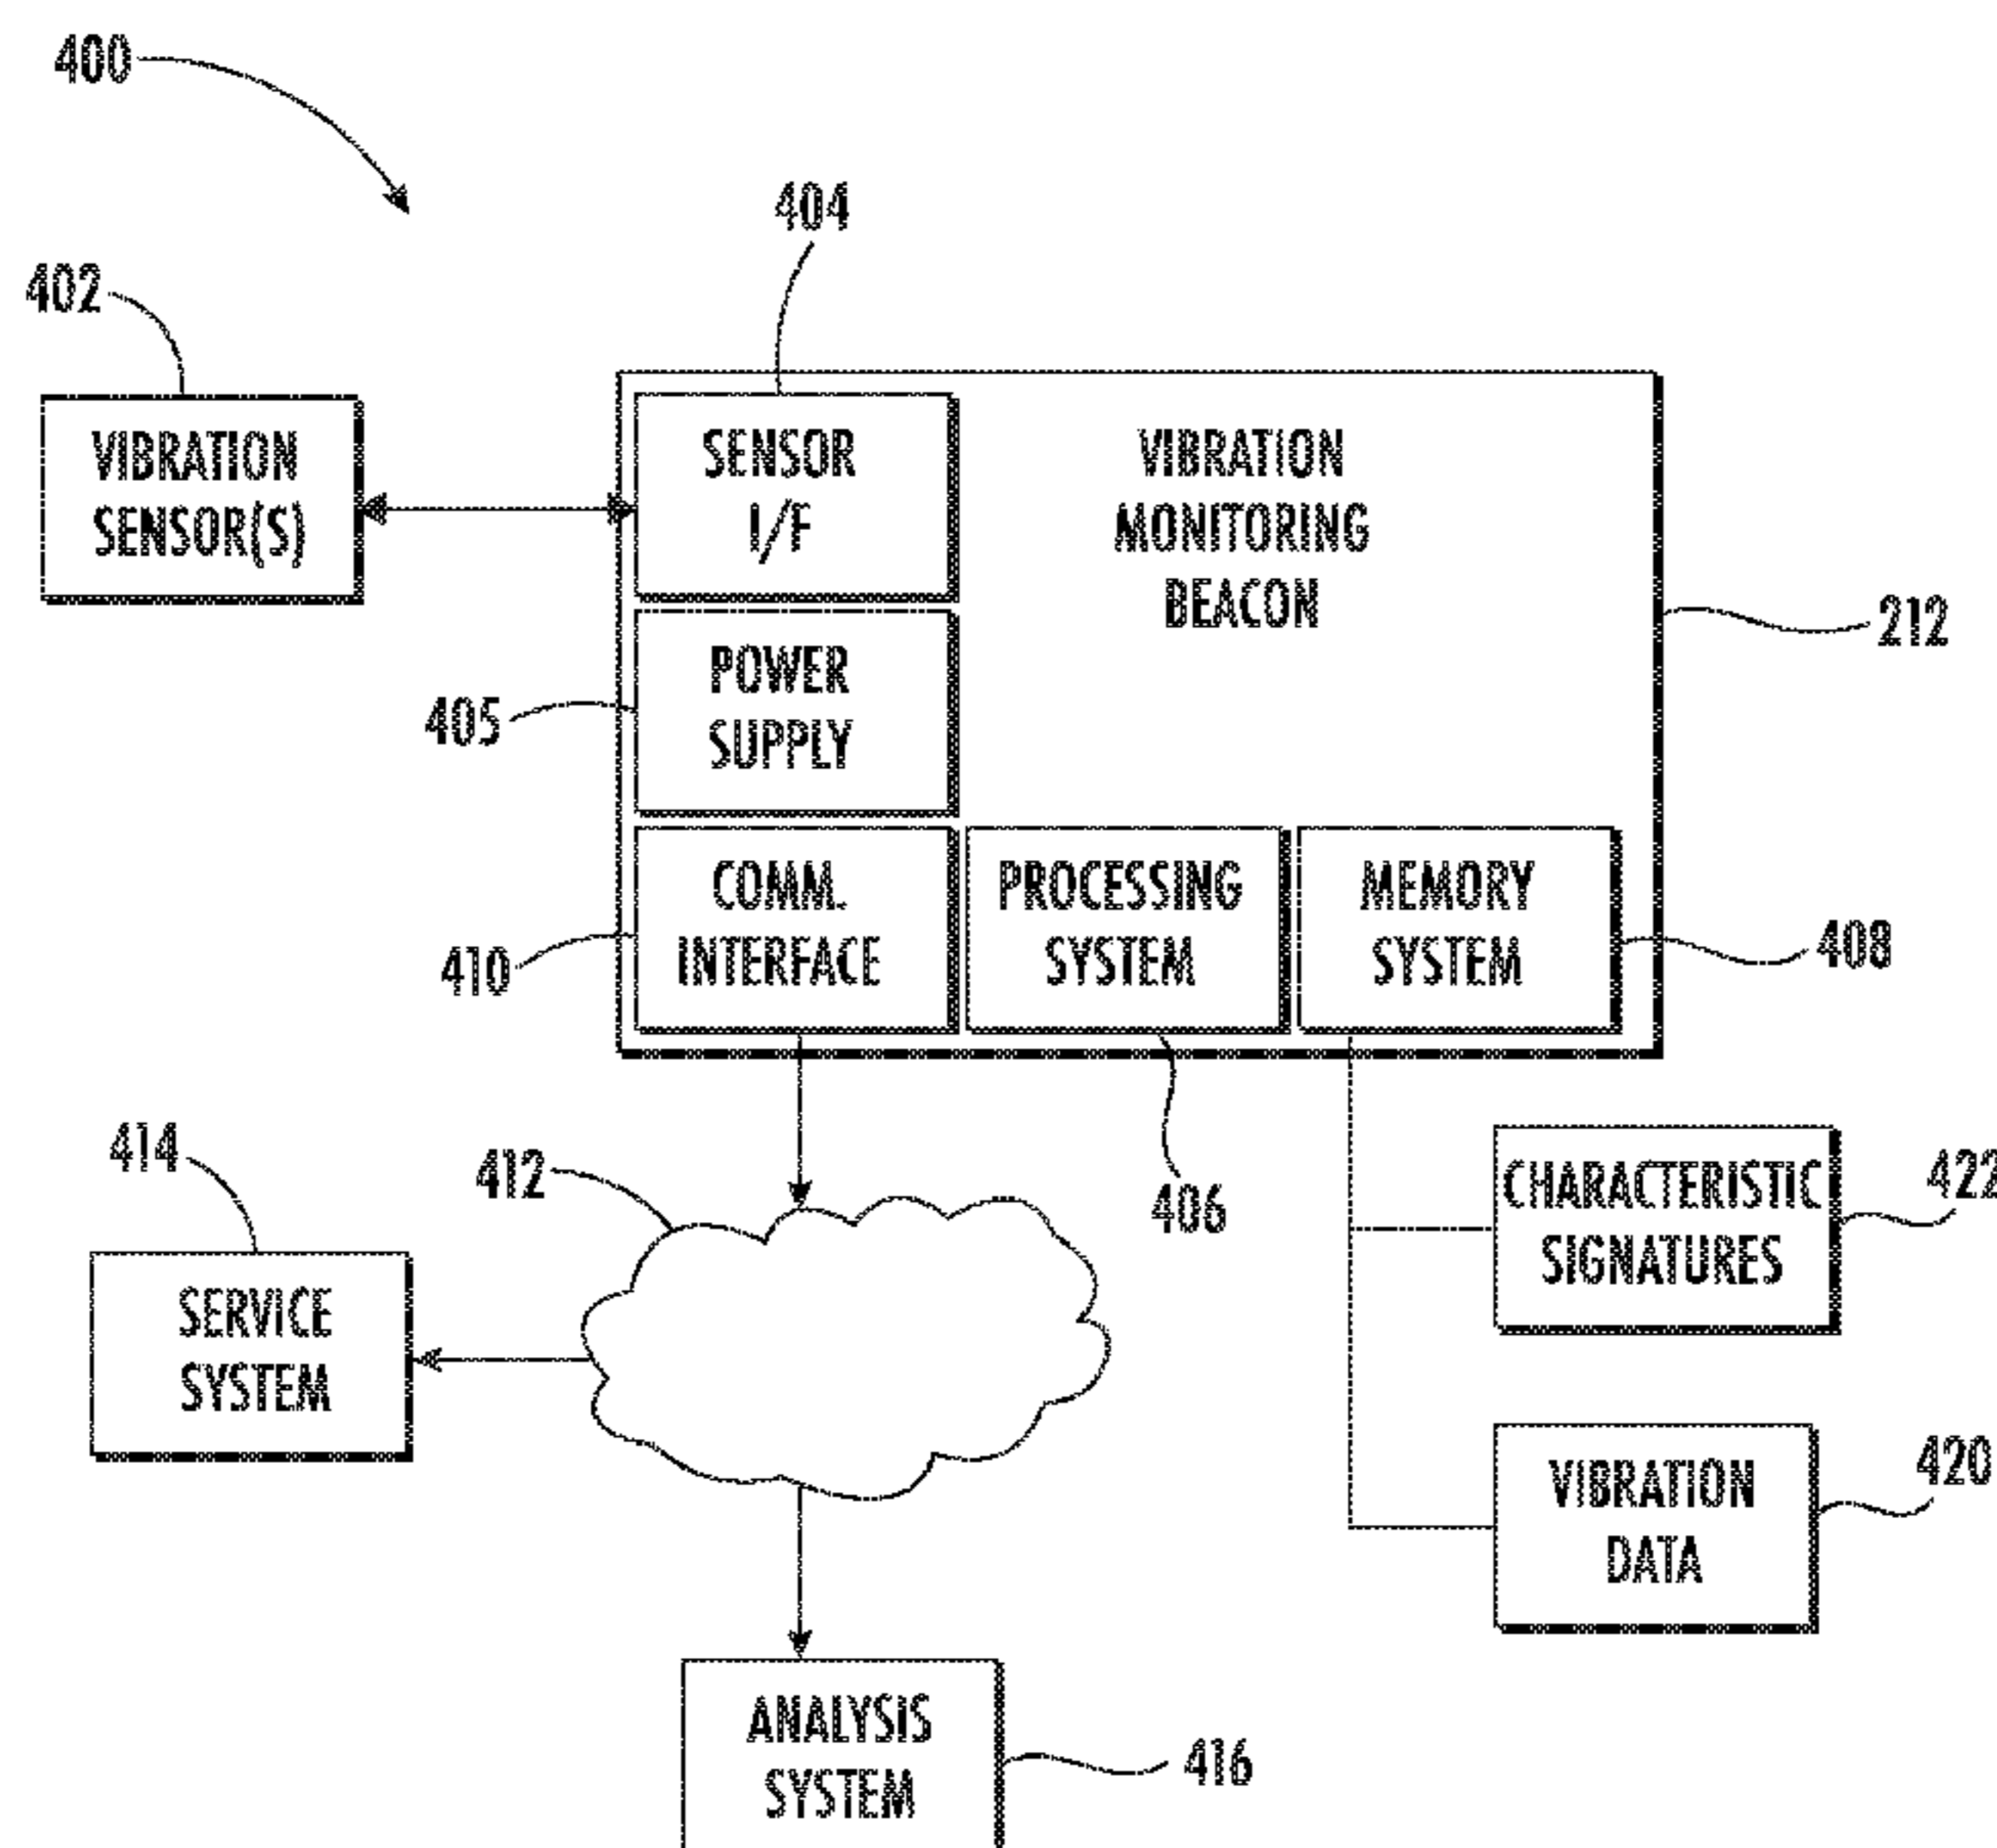 400
404
402
VIBRATION
SENSOR(S)
SENSOR
I/F
VIBRATION
MONITORING
BEACON
212
POWER
SUPPLY
405
COMM.
INTERFACE
PROCESSING
SYSTEM
MEMORY
SYSTEM
410
408
414
412
406
CHARACTERISTIC
SIGNATURES
422
SERVICE
SYSTEM
VIBRATION
DATA
420
ANALYSIS
SYSTEM
416